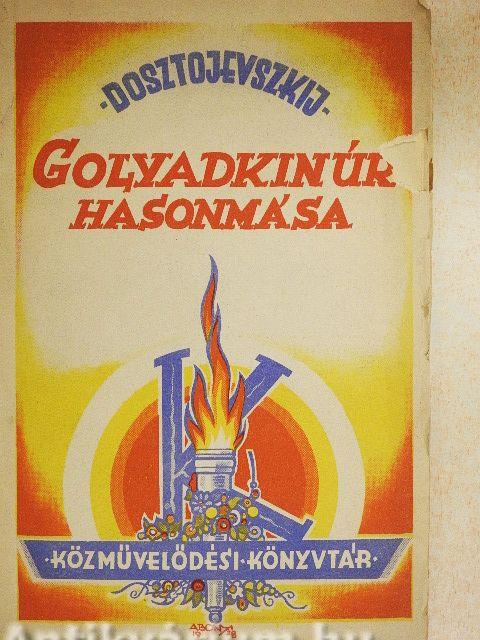 ·DOSZTOJEVSZKIJ·
GOLYADKIN ÚR
HASONMÁSA
K
·KÖZMŰVELŐDÉSI·KÖNYVTÁR·